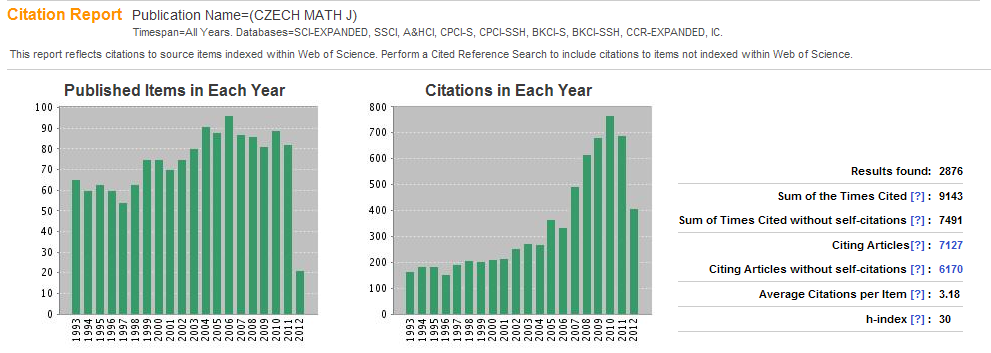 Citation Report Publication Name=(CZECH MATH J)
Timespan=All Years. Databases=SCI-EXPANDED, SSCI, A&HCI, CPCI-S, CPCI-SSH, BKCI-S, BKCI-SSH, CCR-EXPANDED, IC.
This report reflects citations to source items indexed within Web of Science. Perform a Cited Reference Search to include citations to items not indexed within Web of Science.
Published Items in Each Year
100
90
80
70
60
50
40
30
20
10
0
1993 1994 1995 1996 1997 1998 1999 2000 2001 2002 2003 2004 2005 2006 2007 2008 2009 2010 2011 2012
Citations in Each Year
800
700
600
500
400
300
200
100
0
1993 1994 1995 1996 1997 1998 1999 2000 2001 2002 2003 2004 2005 2006 2007 2008 2009 2010 2011 2012
Results found: 2876
Sum of the Times Cited [?] : 9143
Sum of Times Cited without self-citations [?] : 7491
Citing Articles[?] : 7127
Citing Articles without self-citations [?] : 6170
Average Citations per Item [?] : 3.18
h-index [?] : 30